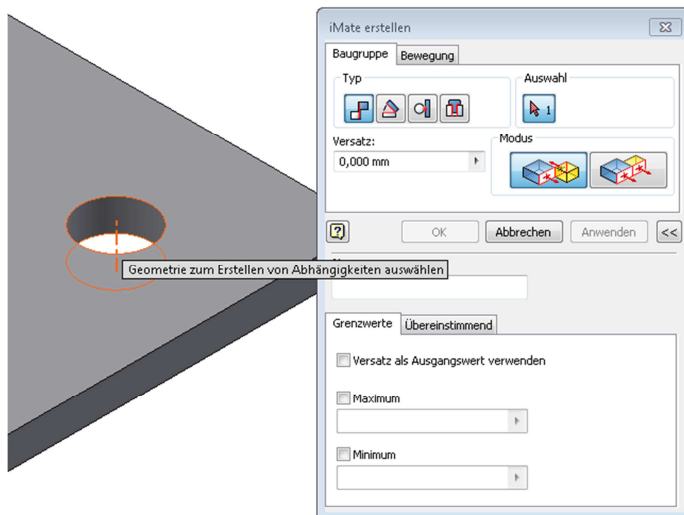 iMate erstellen
Baugruppe Bewegung
Typ
Auswahl
1
Versatz:
0,000 mm
Modus
OK Abbrechen Anwenden <<
Geometrie zum Erstellen von Abhängigkeiten auswählen
Grenzwerte Übereinstimmend
Versatz als Ausgangswert verwenden
Maximum
Minimum